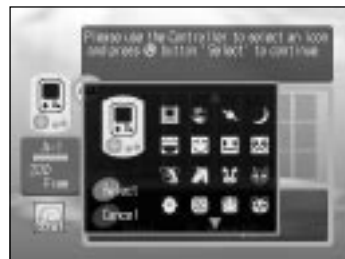 Please use the Controller to select an icon
and press button "Select" to continue
Select
Cancel
Free